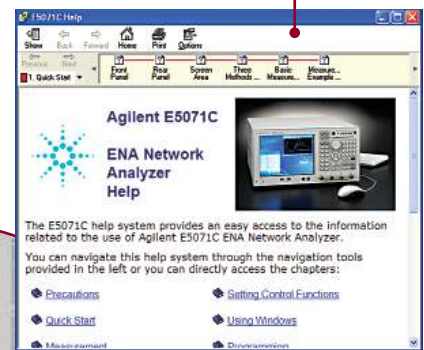 E5071C Help
Show Back Forward Home Print Options
Previous Next
1. Quick Start
Front Panel
Rear Panel
Screen Area
Three Methods ...
Basic Measure...
Measure... Example ...
Agilent E5071C
ENA Network
Analyzer
Help
The E5071C help system provides an easy access to the information
related to the use of Agilent E5071C ENA Network Analyzer.
You can navigate this help system through the navigation tools
provided in the left or you can directly access the chapters:
Precautions
Setting Control Functions
Quick Start
Using Windows
Measurement
Programming